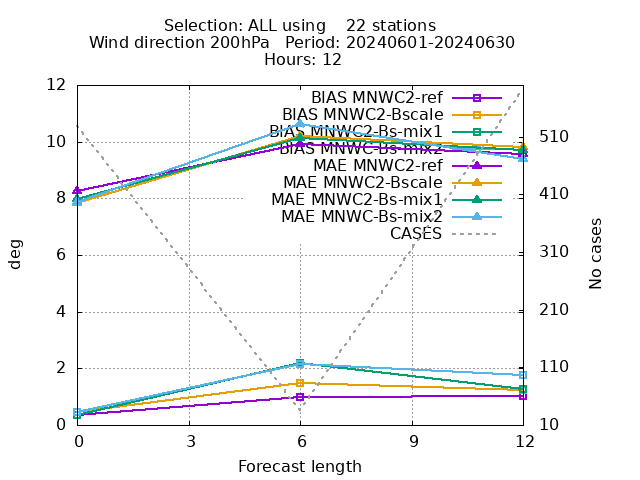 Selection: ALL using    22 stations
Wind direction 200hPa   Period: 20240601-20240630
Hours: 12
BIAS MNWC2-ref
BIAS MNWC2-Bscale
BIAS MNWC2-Bs-mix1
BIAS MNWC-Bs-mix2
MAE MNWC2-ref
MAE MNWC2-Bscale
MAE MNWC2-Bs-mix1
MAE MNWC-Bs-mix2
CASES
deg
12
10
8
6
4
2
0
No cases
510
410
310
210
110
10
0 3 6 9 12
Forecast length